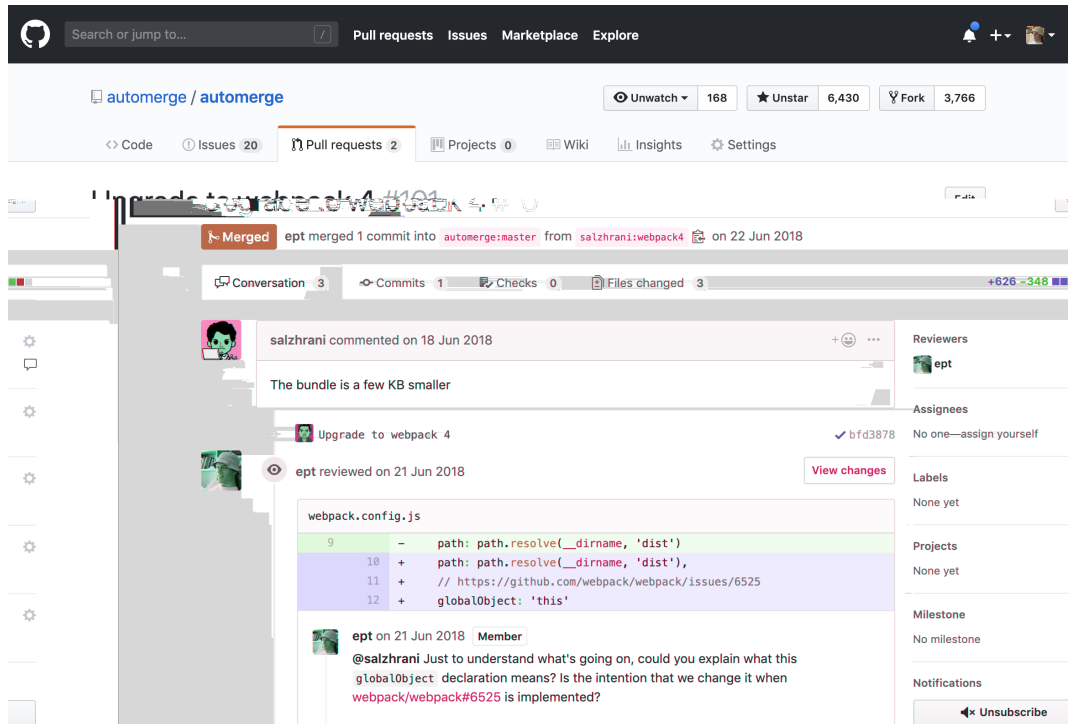 Search or jump to... /
Pull requests Issues Marketplace Explore
automerge / automerge
Unwatch 168 Unstar 6,430 Fork 3,766
Code Issues 20 Pull requests 2 Projects 0 Wiki Insights Settings
Upgrade to webpack 4 #101 Edit
Merged ept merged 1 commit into automerge:master from salzhrani:webpack4 on 22 Jun 2018
Conversation 3 Commits 1 Checks 0 Files changed 3 +626 −348
salzhrani commented on 18 Jun 2018
The bundle is a few KB smaller
Upgrade to webpack 4 bfd3878
ept reviewed on 21 Jun 2018 View changes
webpack.config.js
9 - path: path.resolve(__dirname, 'dist')
10 + path: path.resolve(__dirname, 'dist'),
11 + // https://github.com/webpack/webpack/issues/6525
12 + globalObject: 'this'
ept on 21 Jun 2018 Member
@salzhrani Just to understand what's going on, could you explain what this
globalObject declaration means? Is the intention that we change it when
webpack/webpack#6525 is implemented?
Reviewers
ept
Assignees
No one—assign yourself
Labels
None yet
Projects
None yet
Milestone
No milestone
Notifications
Unsubscribe